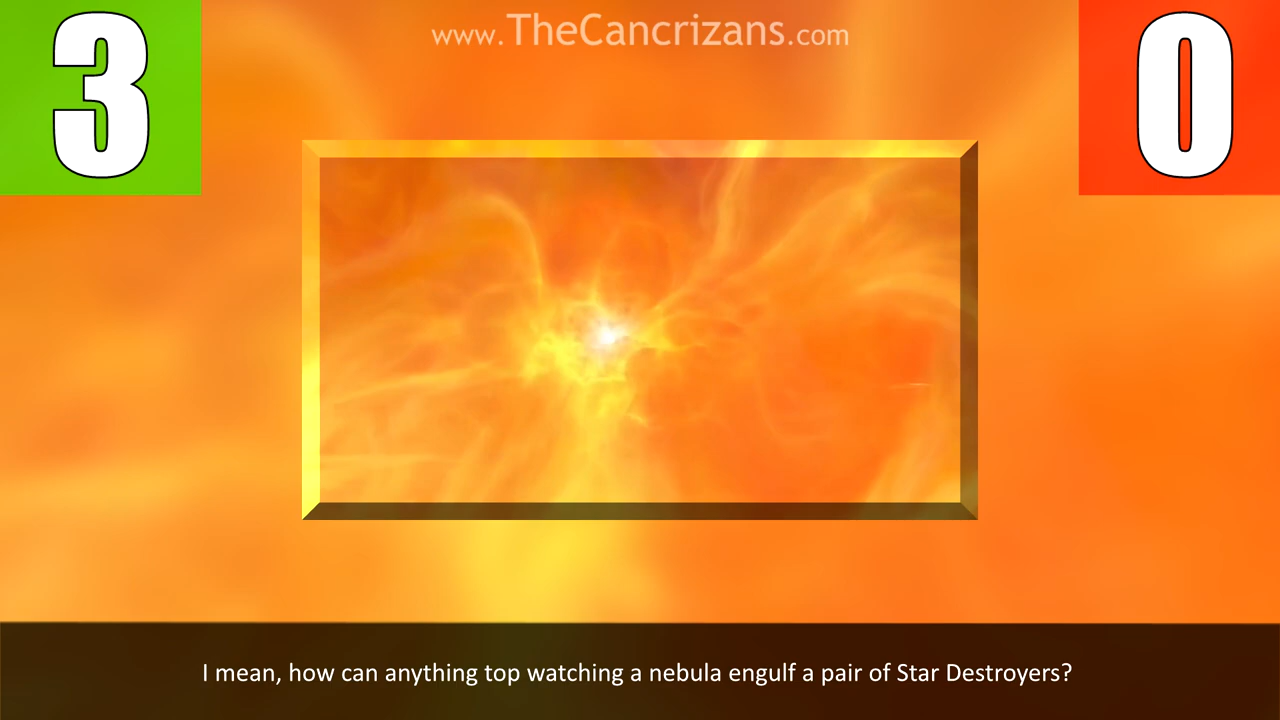 3
www.TheCancrizans.com
0
I mean, how can anything top watching a nebula engulf a pair of Star Destroyers?